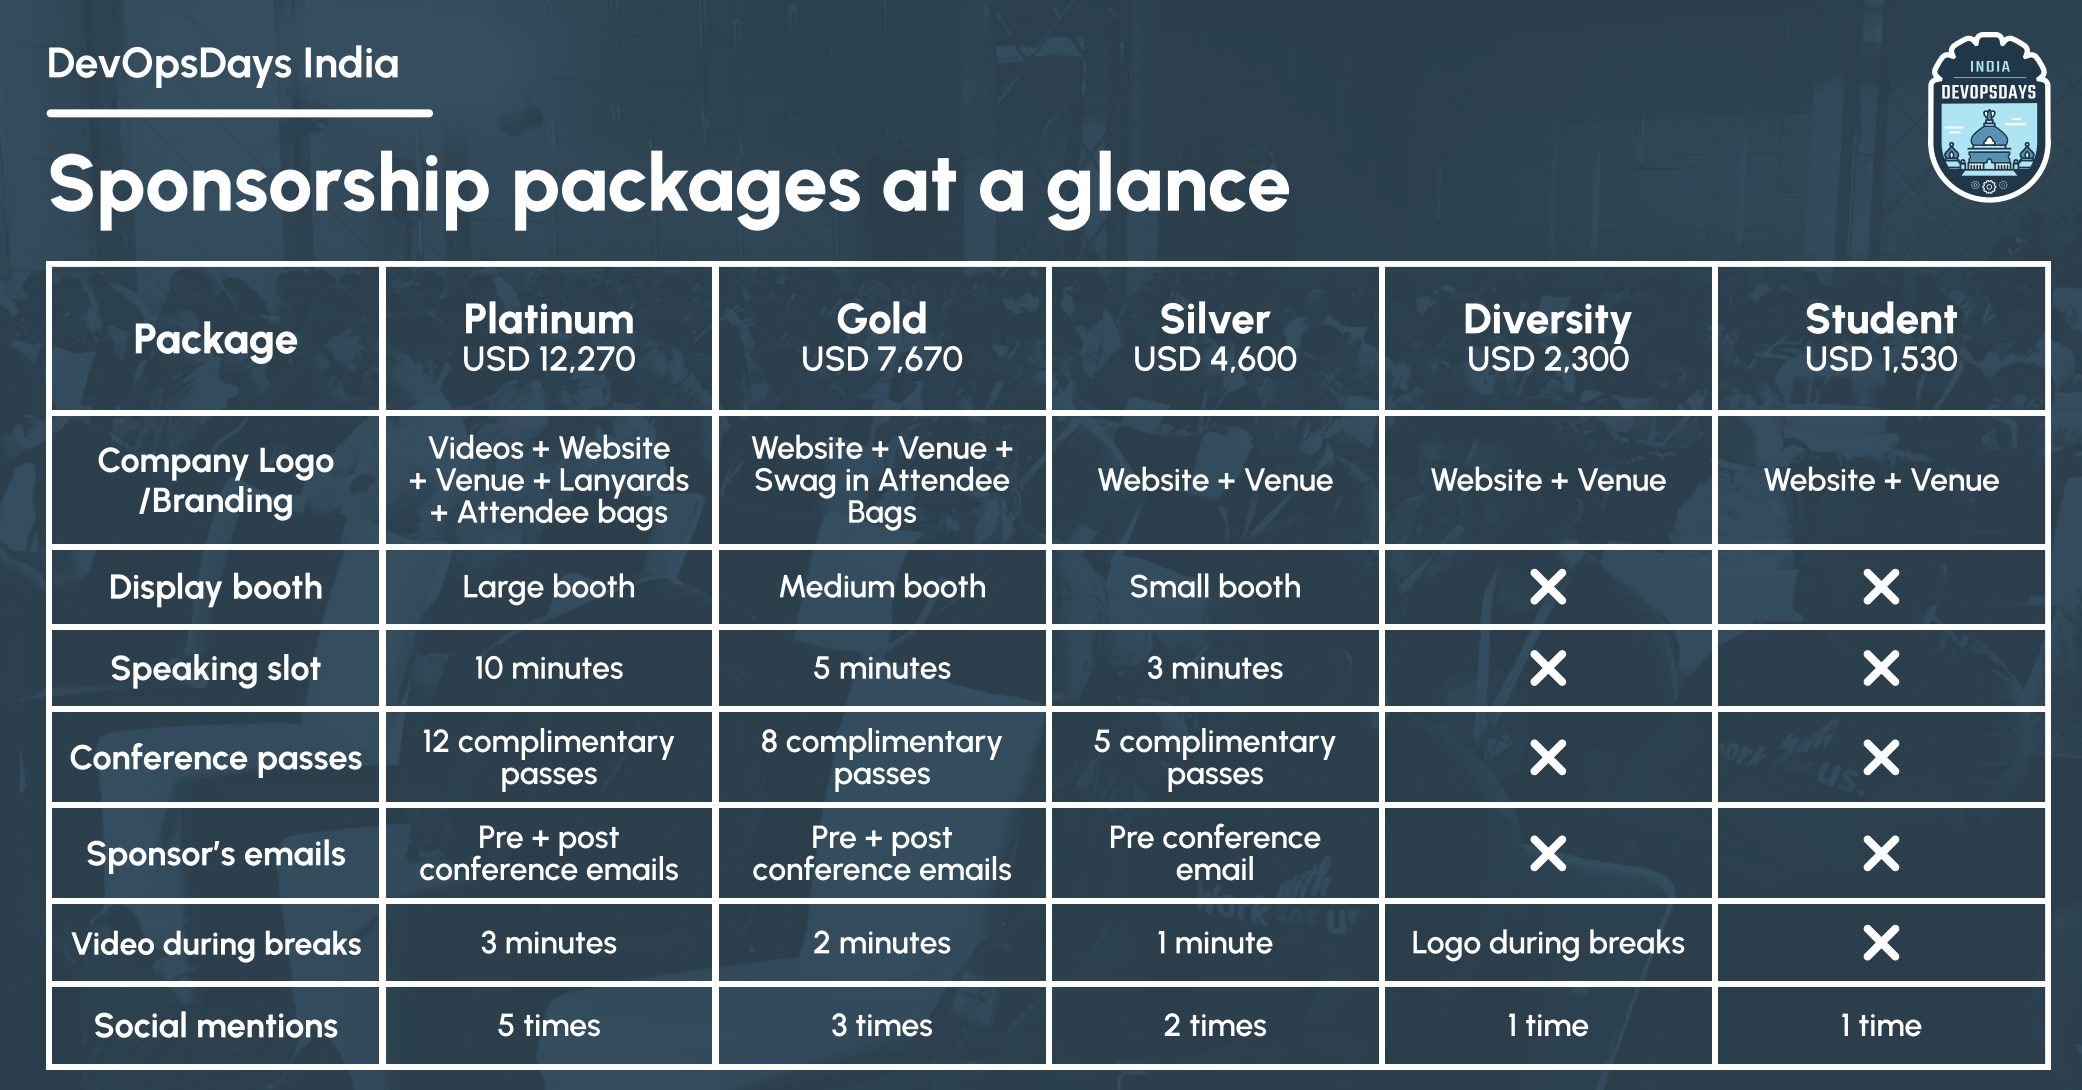 DevOpsDays India
INDIA
DEVOPSDAYS
Sponsorship packages at a glance
Package
Platinum
USD 12,270
Gold
USD 7,670
Silver
USD 4,600
Diversity
USD 2,300
Student
USD 1,530
Company Logo
/Branding
Videos + Website
+ Venue + Lanyards
+ Attendee bags
Website + Venue +
Swag in Attendee
Bags
Website + Venue
Website + Venue
Website + Venue
Display booth
Large booth
Medium booth
Small booth
Speaking slot
10 minutes
5 minutes
3 minutes
Conference passes
12 complimentary
passes
8 complimentary
passes
5 complimentary
passes
Sponsor's emails
Pre + post
conference emails
Pre + post
conference emails
Pre conference
email
Video during breaks
3 minutes
2 minutes
1 minute
Logo during breaks
Social mentions
5 times
3 times
2 times
1 time
1 time